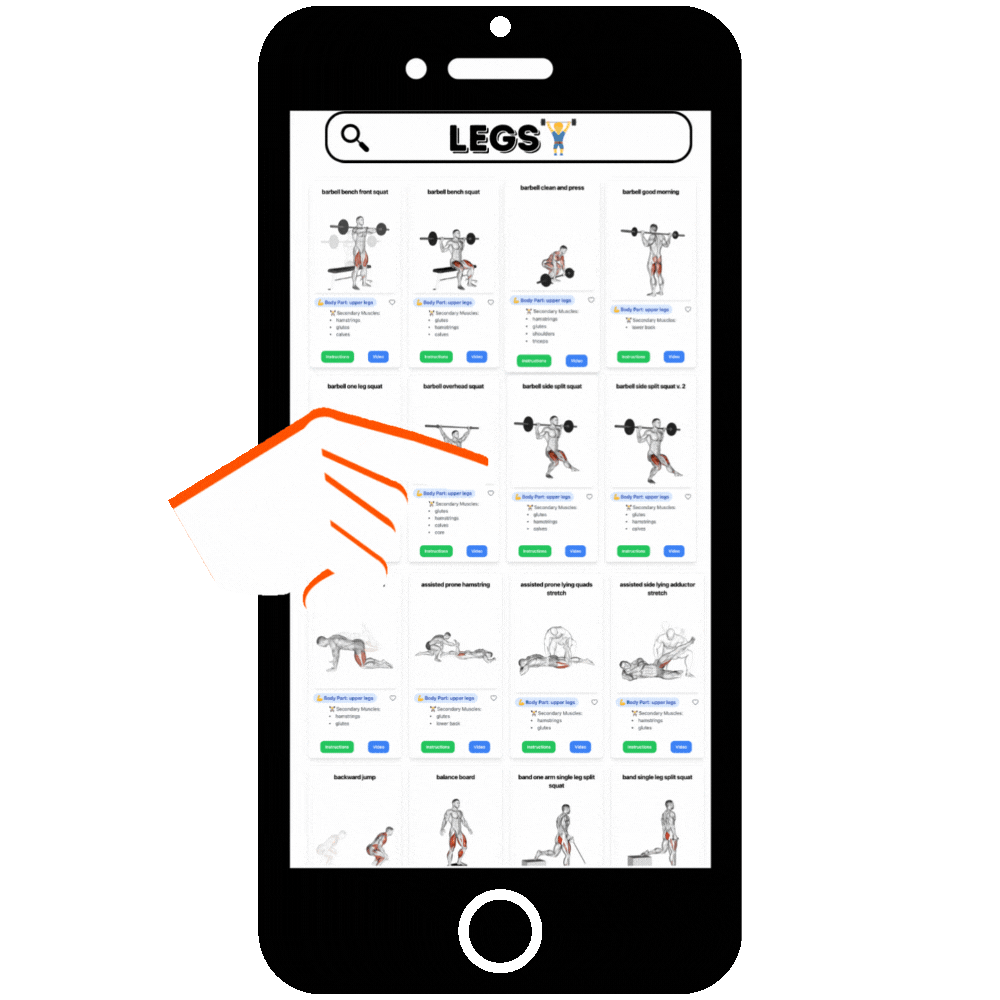 LEGS
barbell bench front squat
barbell bench squat
barbell clean and press
barbell good morning
Body Part: upper legs
Secondary Muscles:
hamstrings
glutes
calves
Instructions
Video
Body Part: upper legs
Secondary Muscles:
glutes
hamstrings
calves
Instructions
Video
Body Part: upper legs
Secondary Muscles:
hamstrings
glutes
shoulders
triceps
Instructions
Video
Body Part: upper legs
Secondary Muscles:
lower back
Instructions
Video
barbell one leg squat
barbell overhead squat
barbell side split squat
barbell side split squat v. 2
Body Part: upper legs
Secondary Muscles:
glutes
hamstrings
calves
core
Instructions
Video
Body Part: upper legs
Secondary Muscles:
glutes
hamstrings
calves
Instructions
Video
Body Part: upper legs
Secondary Muscles:
glutes
hamstrings
calves
Instructions
Video
assisted prone hamstring
assisted prone lying quads
stretch
assisted side lying adductor
stretch
Body Part: upper legs
Secondary Muscles:
hamstrings
glutes
Instructions
Video
Body Part: upper legs
Secondary Muscles:
glutes
lower back
Instructions
Video
Body Part: upper legs
Secondary Muscles:
hamstrings
glutes
Instructions
Video
Body Part: upper legs
Secondary Muscles:
hamstrings
glutes
Instructions
Video
backward jump
balance board
band one arm single leg split
squat
band single leg split squat